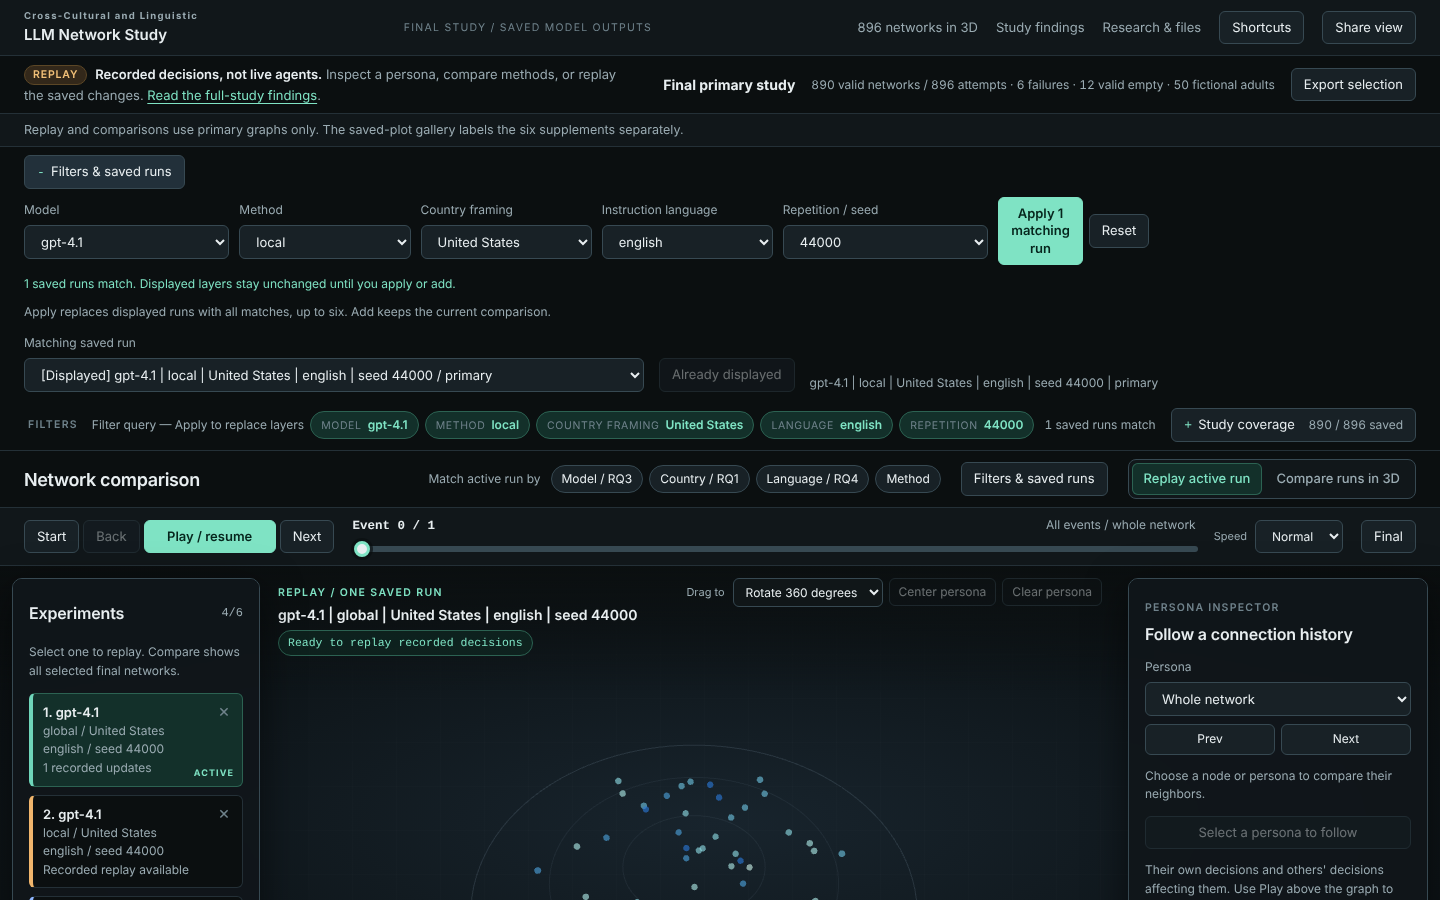 Cross-Cultural and Linguistic
LLM Network Study
FINAL STUDY / SAVED MODEL OUTPUTS
896 networks in 3D
Study findings
Research & files
Shortcuts
Share view
REPLAY Recorded decisions, not live agents. Inspect a persona, compare methods, or replay
the saved changes. Read the full-study findings.
Final primary study
890 valid networks / 896 attempts · 6 failures · 12 valid empty · 50 fictional adults
Export selection
Replay and comparisons use primary graphs only. The saved-plot gallery labels the six supplements separately.
- Filters & saved runs
Model
Method
Country framing
Instruction language
Repetition / seed
gpt-4.1
local
United States
english
44000
Apply 1
matching
run
Reset
1 saved runs match. Displayed layers stay unchanged until you apply or add.
Apply replaces displayed runs with all matches, up to six. Add keeps the current comparison.
Matching saved run
[Displayed] gpt-4.1 | local | United States | english | seed 44000 / primary
Already displayed
gpt-4.1 | local | United States | english | seed 44000 | primary
FILTERS
Filter query — Apply to replace layers
MODEL gpt-4.1
METHOD local
COUNTRY FRAMING United States
LANGUAGE english
REPETITION 44000
1 saved runs match
+ Study coverage 890 / 896 saved
Network comparison
Match active run by
Model / RQ3
Country / RQ1
Language / RQ4
Method
Filters & saved runs
Replay active run
Compare runs in 3D
Start
Back
Play / resume
Next
Event 0 / 1
All events / whole network
Speed
Normal
Final
Experiments
4/6
Select one to replay. Compare shows
all selected final networks.
1. gpt-4.1 ×
global / United States
english / seed 44000
1 recorded updates
ACTIVE
2. gpt-4.1 ×
local / United States
english / seed 44000
Recorded replay available
REPLAY / ONE SAVED RUN
gpt-4.1 | global | United States | english | seed 44000
Ready to replay recorded decisions
Drag to
Rotate 360 degrees
Center persona
Clear persona
PERSONA INSPECTOR
Follow a connection history
Persona
Whole network
Prev
Next
Choose a node or persona to compare their
neighbors.
Select a persona to follow
Their own decisions and others' decisions
affecting them. Use Play above the graph to